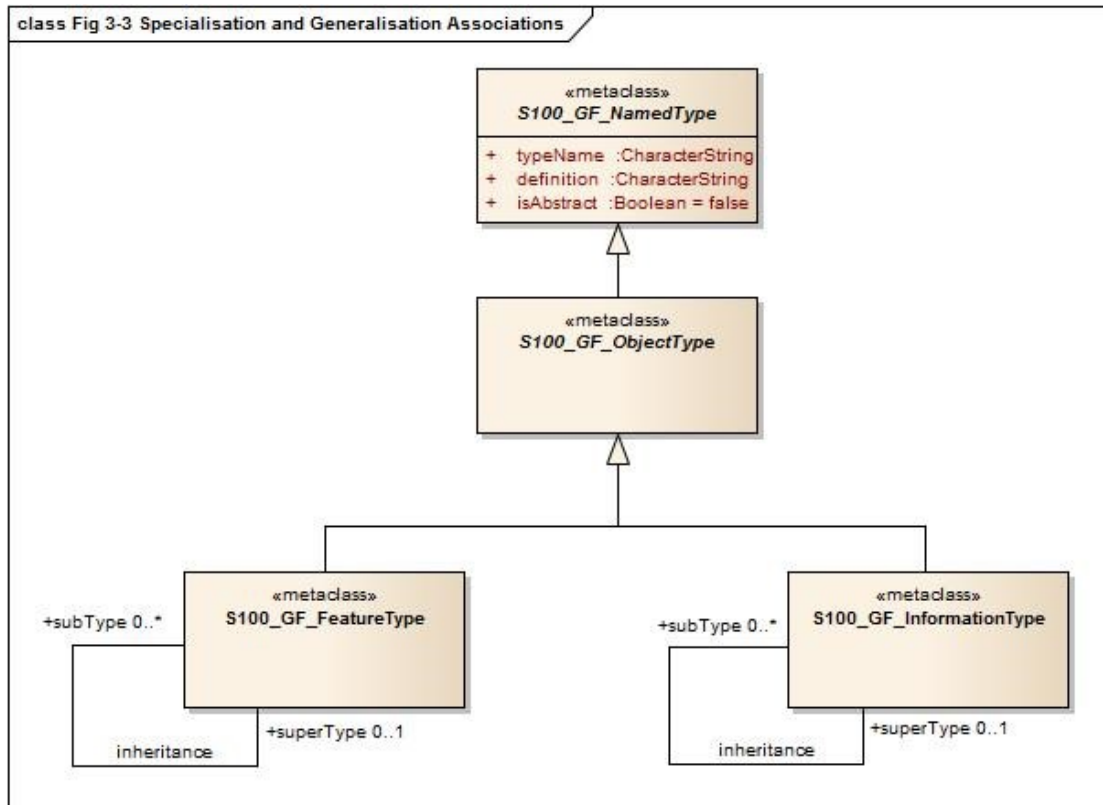 class Fig 3-3 Specialisation and Generalisation Associations
«metaclass»
S100_GF_NamedType
+ typeName :CharacterString
+ definition :CharacterString
+ isAbstract :Boolean = false
«metaclass»
S100_GF_ObjectType
«metaclass»
S100_GF_FeatureType
+subType 0..*
+superType 0..1
inheritance
«metaclass»
S100_GF_InformationType
+subType 0..*
+superType 0..1
inheritance